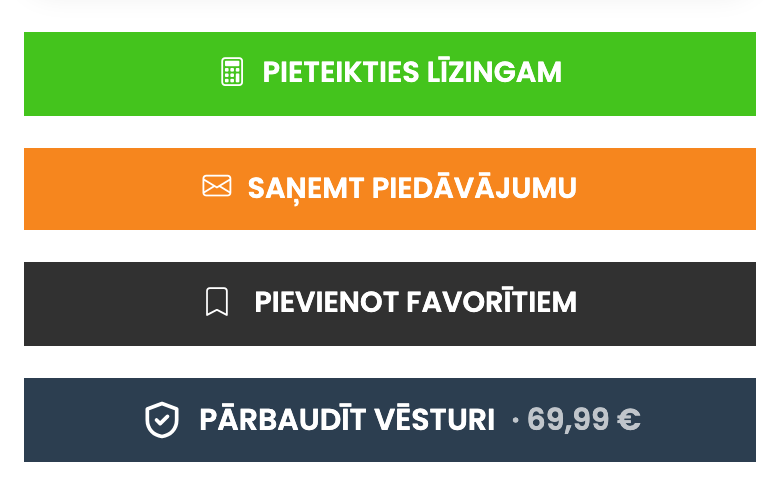 PIETEIKTIES LĪZINGAM
SAŅEMT PIEDĀVĀJUMU
PIEVIENOT FAVORĪTIEM
PĀRBAUDĪT VĒSTURI · 69,99 €